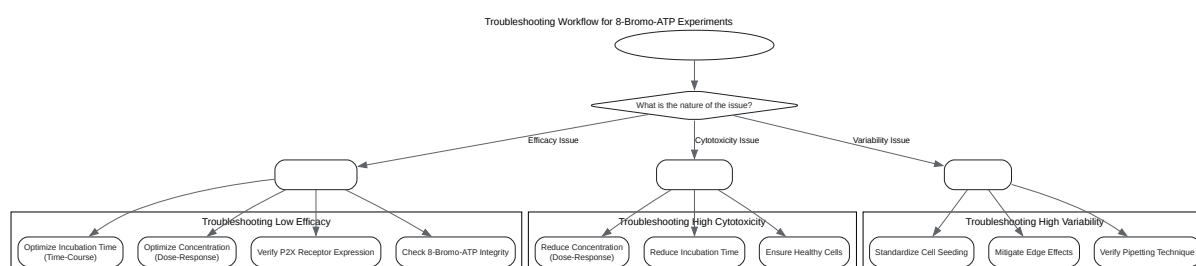 Troubleshooting Workflow for 8-Bromo-ATP Experiments
What is the nature of the issue?
Efficacy Issue
Cytotoxicity Issue
Variability Issue
Troubleshooting Low Efficacy
Troubleshooting High Cytotoxicity
Troubleshooting High Variability
Optimize Incubation Time
(Time-Course)
Optimize Concentration
(Dose-Response)
Verify P2X Receptor Expression
Check 8-Bromo-ATP Integrity
Reduce Concentration
(Dose-Response)
Reduce Incubation Time
Ensure Healthy Cells
Standardize Cell Seeding
Mitigate Edge Effects
Verify Pipetting Technique